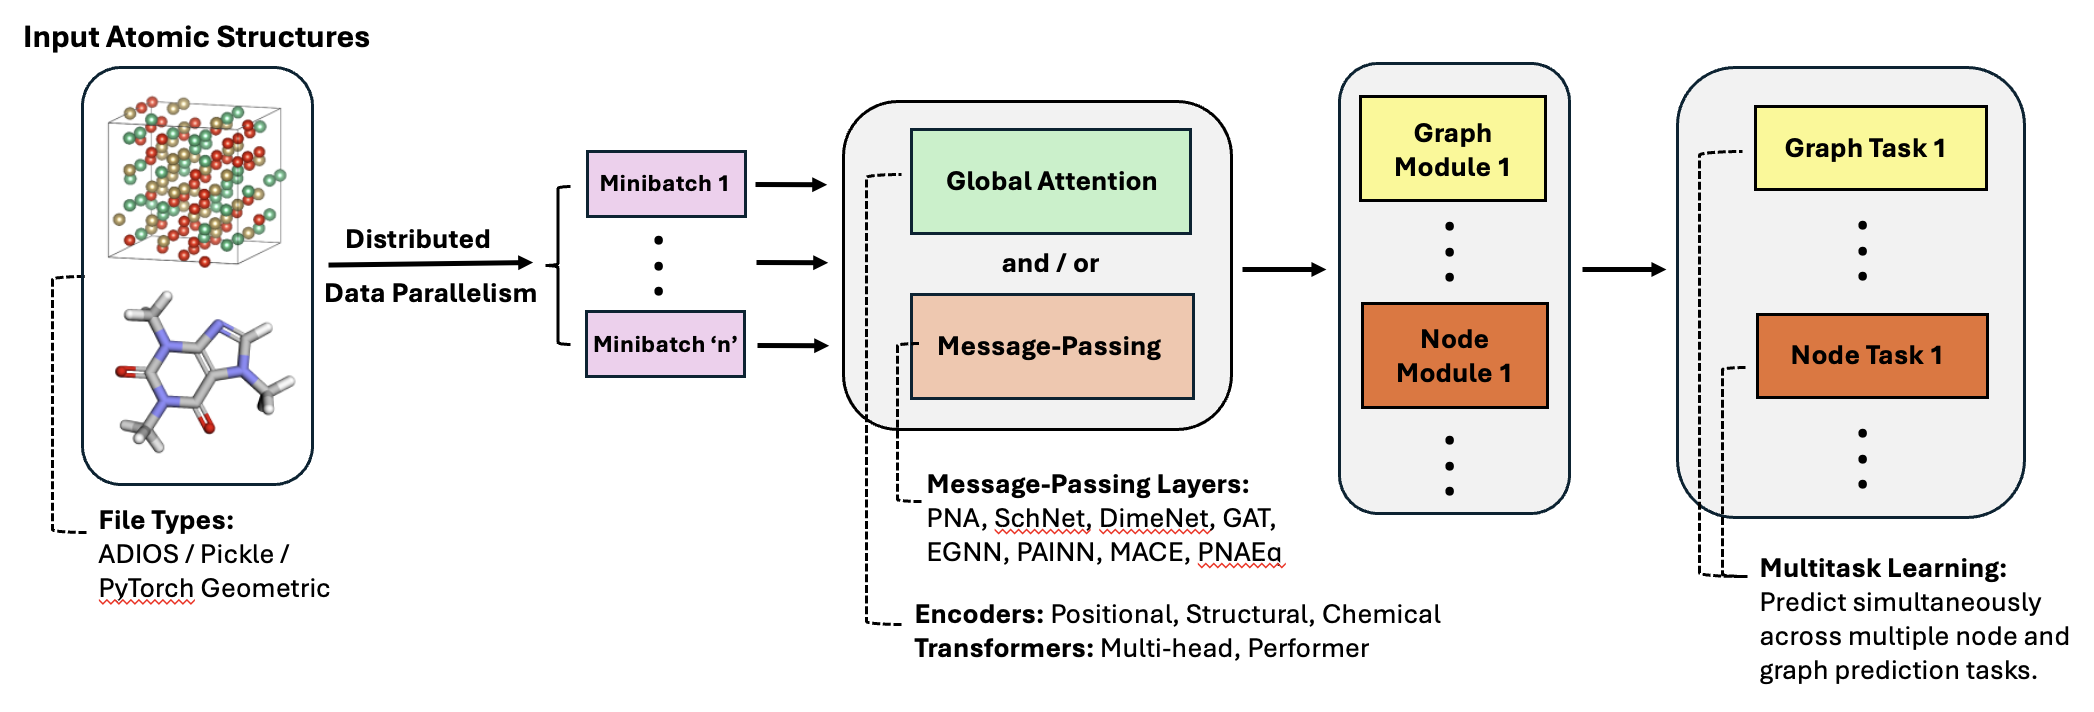 Input Atomic Structures
File Types:
ADIOS / Pickle /
PyTorch Geometric
Distributed
Data Parallelism
Minibatch 1
Minibatch ‘n’
Global Attention
and / or
Message-Passing
Message-Passing Layers:
PNA, SchNet, DimeNet, GAT,
EGNN, PAINN, MACE, PNAEq
Encoders: Positional, Structural, Chemical
Transformers: Multi-head, Performer
Graph
Module 1
Node
Module 1
Graph Task 1
Node Task 1
Multitask Learning:
Predict simultaneously
across multiple node and
graph prediction tasks.